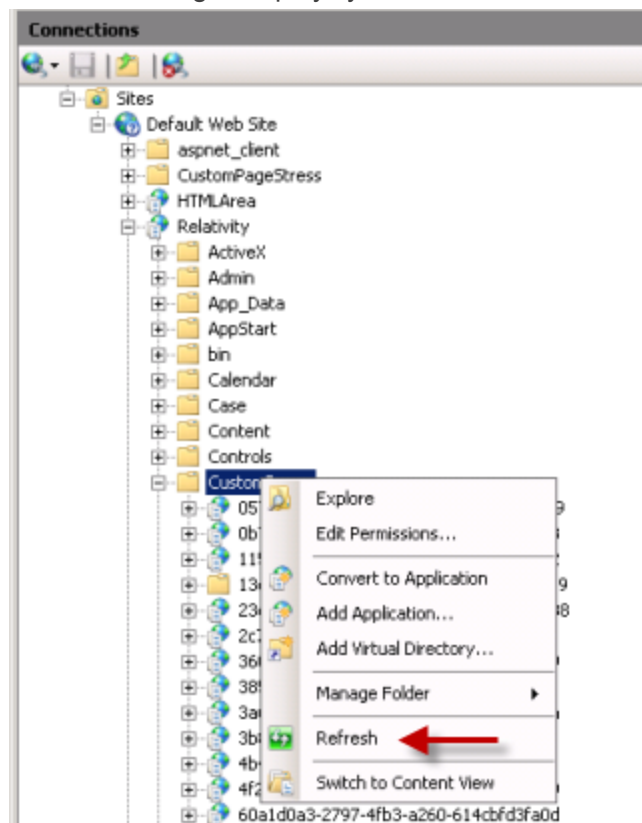 Connections
Sites
Default Web Site
aspnet_client
CustomPageStress
HTMLArea
Relativity
ActiveX
Admin
App_Data
AppStart
bin
Calendar
Case
Content
Controls
Explore
Edit Permissions...
Convert to Application
Add Application...
Add Virtual Directory...
Manage Folder
Refresh
Switch to Content View
60a1d0a3-2797-4fb3-a260-614cbfd3fa0d